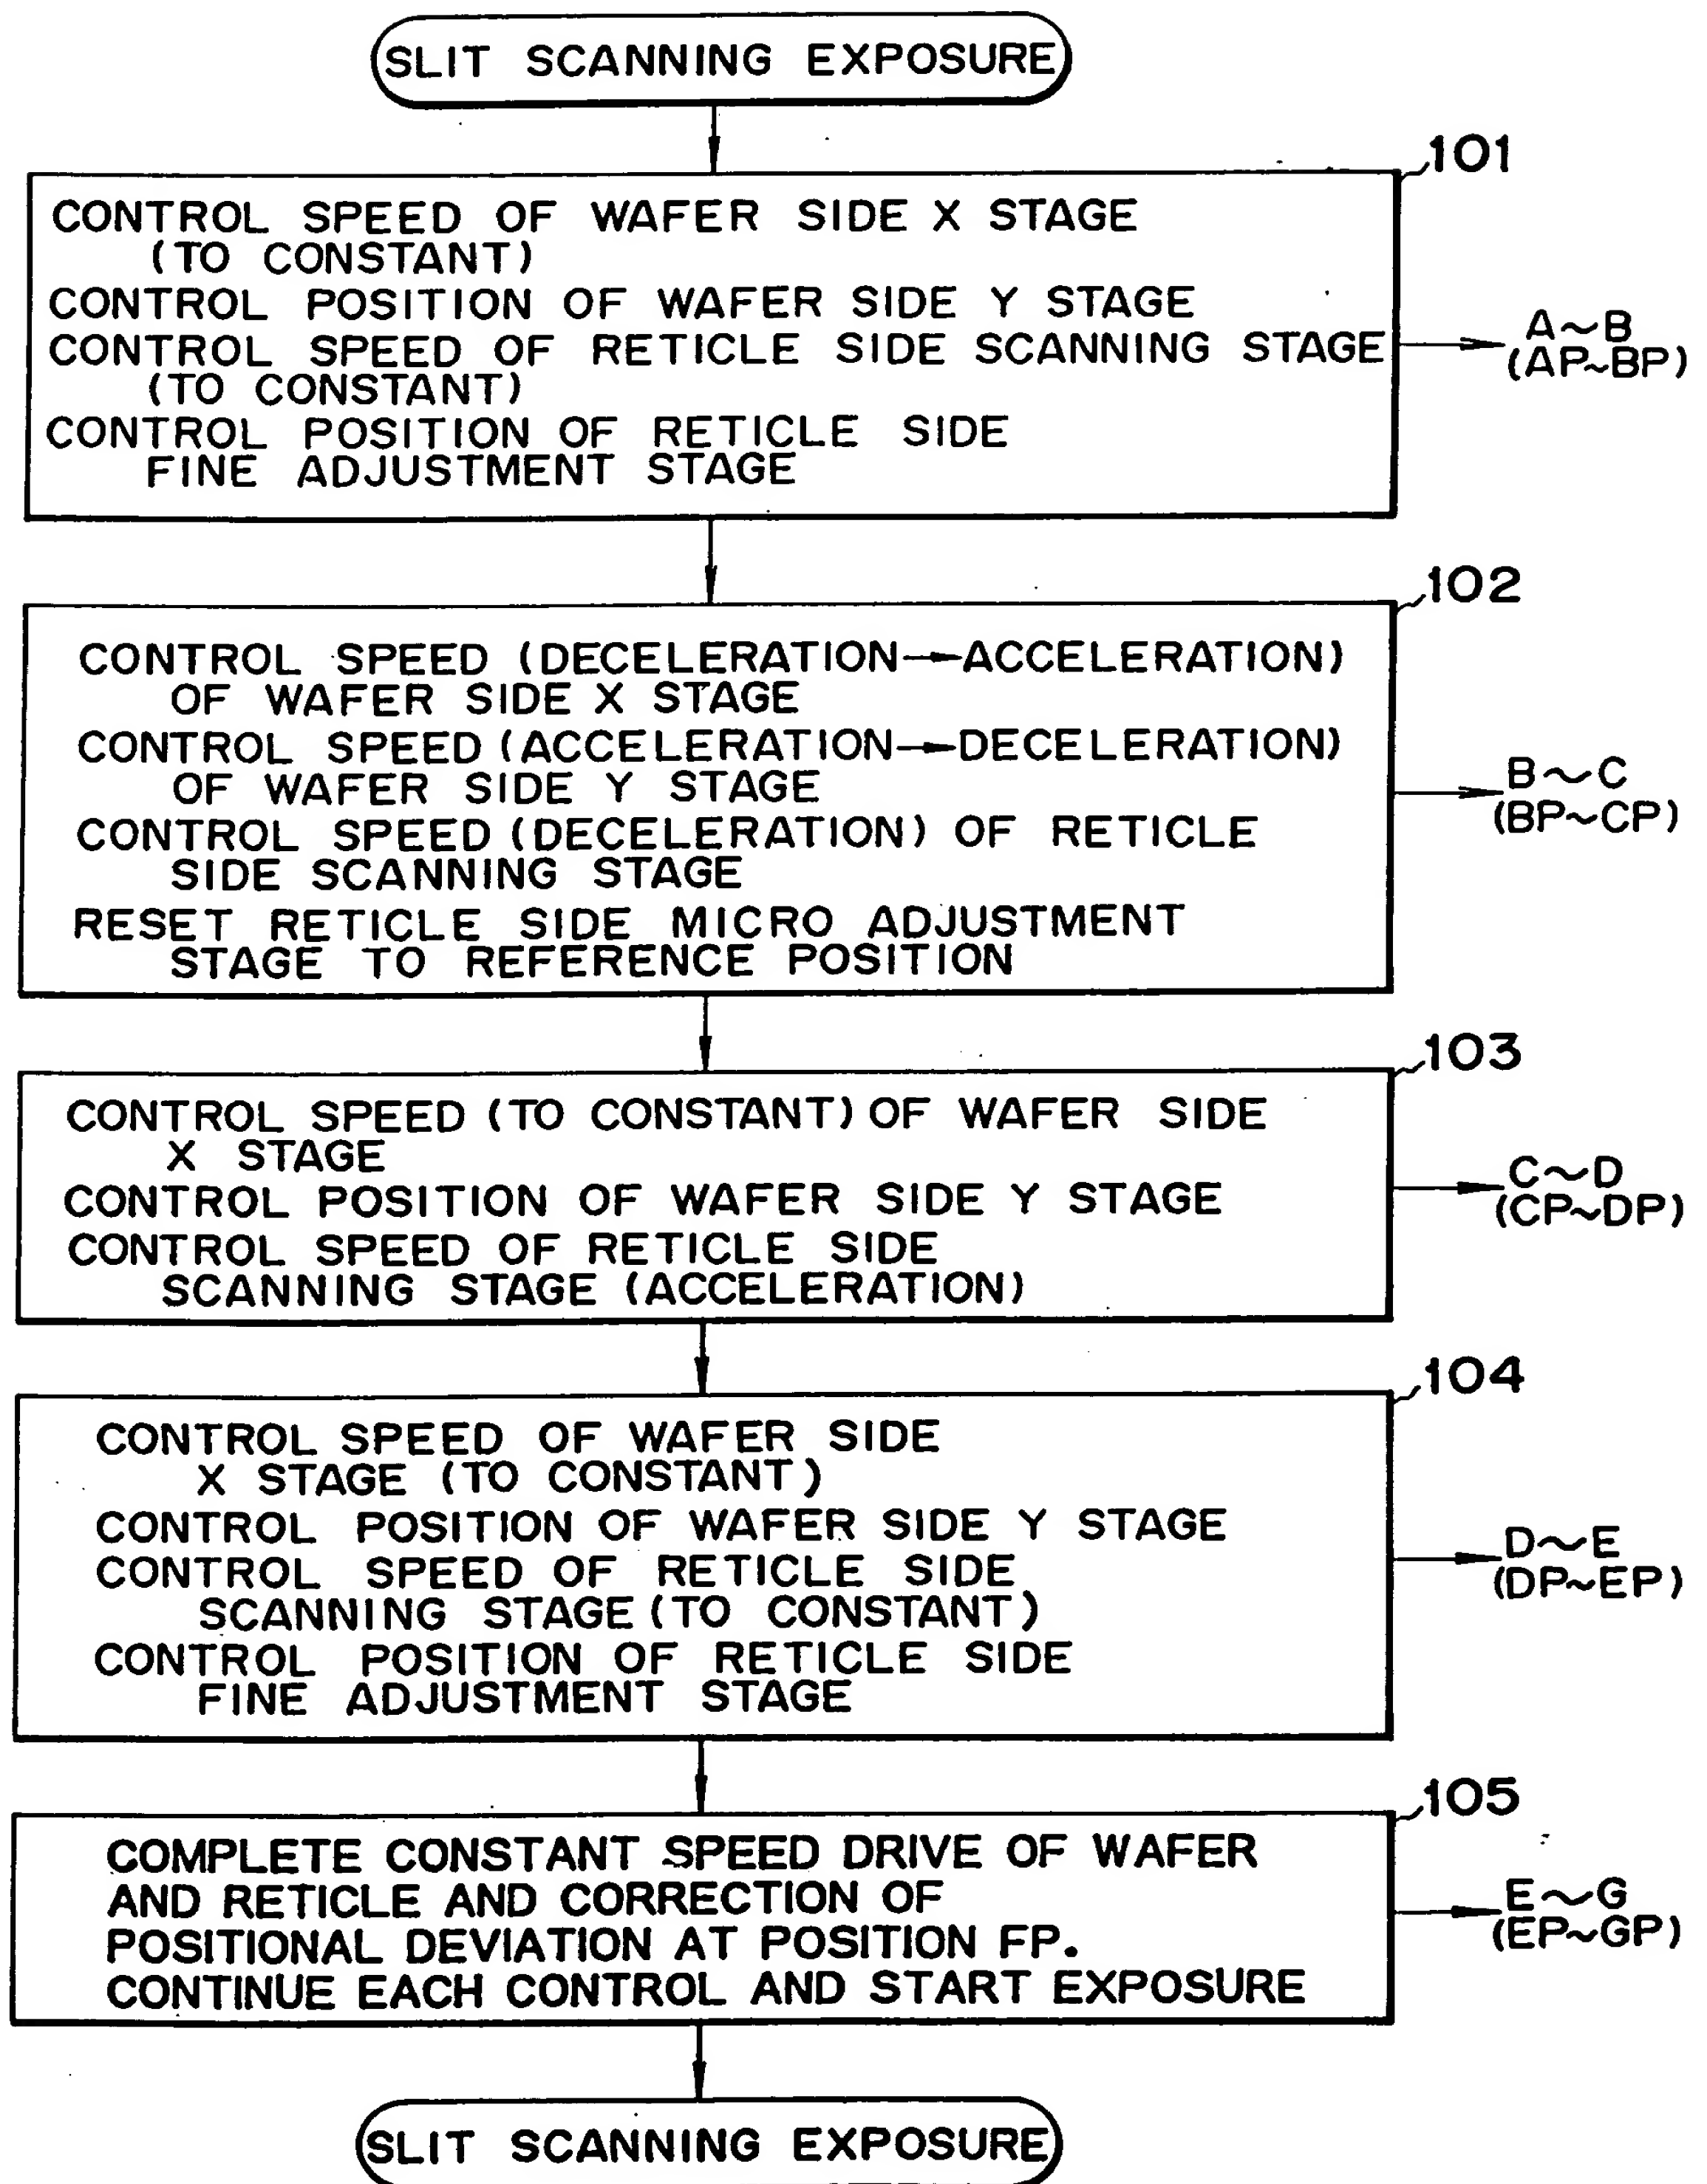 SLIT SCANNING EXPOSURE
101
CONTROL SPEED OF WAFER SIDE X STAGE
(TO CONSTANT)
CONTROL POSITION OF WAFER SIDE Y STAGE
CONTROL SPEED OF RETICLE SIDE SCANNING STAGE
(TO CONSTANT)
CONTROL POSITION OF RETICLE SIDE
FINE ADJUSTMENT STAGE
A~B
(AP~BP)
102
CONTROL SPEED (DECELERATION→ACCELERATION)
OF WAFER SIDE X STAGE
CONTROL SPEED (ACCELERATION→DECELERATION)
OF WAFER SIDE Y STAGE
CONTROL SPEED (DECELERATION) OF RETICLE
SIDE SCANNING STAGE
RESET RETICLE SIDE MICRO ADJUSTMENT
STAGE TO REFERENCE POSITION
B~C
(BP~CP)
103
CONTROL SPEED (TO CONSTANT) OF WAFER SIDE
X STAGE
CONTROL POSITION OF WAFER SIDE Y STAGE
CONTROL SPEED OF RETICLE SIDE
SCANNING STAGE (ACCELERATION)
C~D
(CP~DP)
104
CONTROL SPEED OF WAFER SIDE
X STAGE (TO CONSTANT)
CONTROL POSITION OF WAFER SIDE Y STAGE
CONTROL SPEED OF RETICLE SIDE
SCANNING STAGE (TO CONSTANT)
CONTROL POSITION OF RETICLE SIDE
FINE ADJUSTMENT STAGE
D~E
(DP~EP)
105
COMPLETE CONSTANT SPEED DRIVE OF WAFER
AND RETICLE AND CORRECTION OF
POSITIONAL DEVIATION AT POSITION FP.
CONTINUE EACH CONTROL AND START EXPOSURE
E~G
(EP~GP)
SLIT SCANNING EXPOSURE